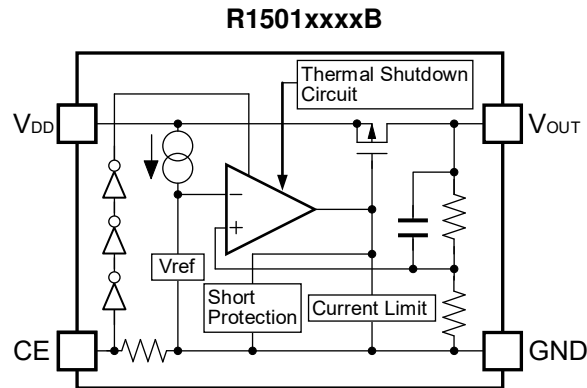 R1501xxxxB
Thermal Shutdown
Circuit
VDD
VOUT
−
+
Vref
Short
Protection
Current Limit
CE
GND